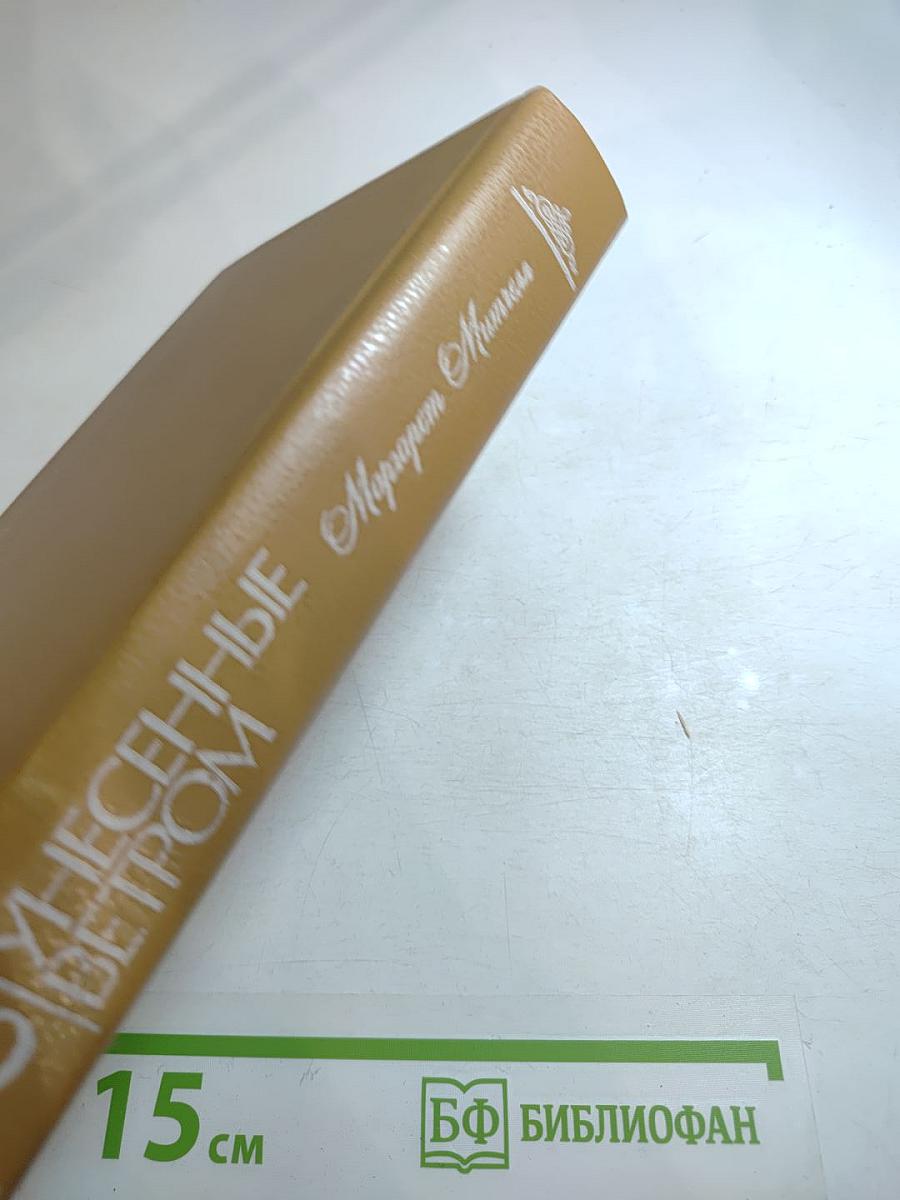 Маргарет Митчелл
УНЕСЕННЫЕ
ВЕТРОМ
15 см
БФ БИБЛИОФАН